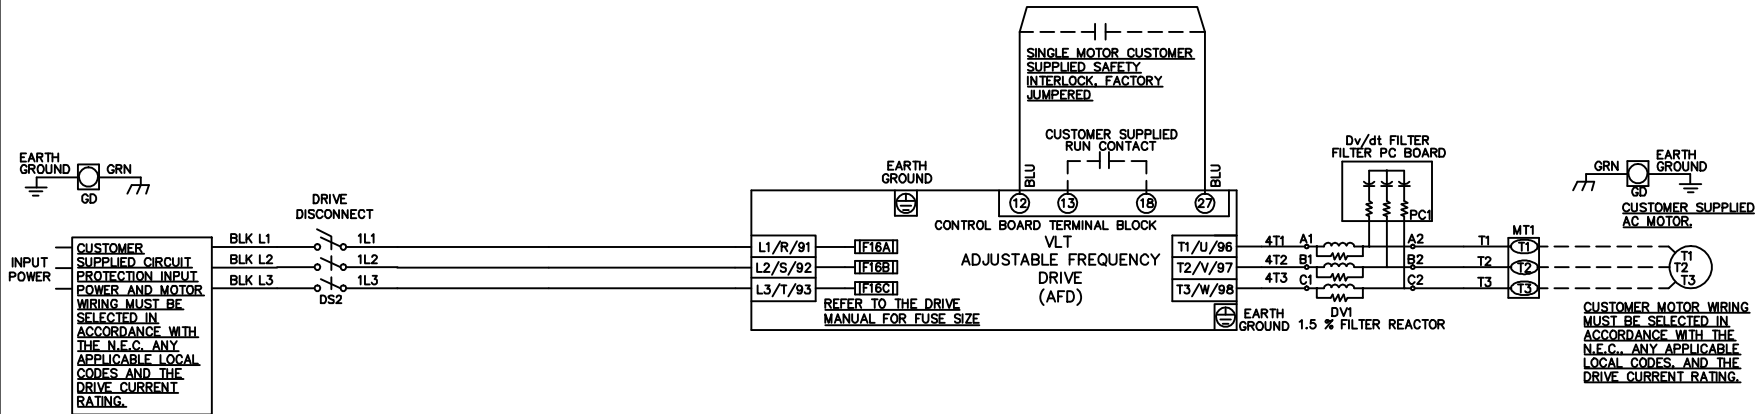 SINGLE MOTOR CUSTOMER
SUPPLIED SAFETY
INTERLOCK, FACTORY
JUMPERED
CUSTOMER SUPPLIED
RUN CONTACT
BLU
BLU
12
13
18
27
CONTROL BOARD TERMINAL BLOCK
EARTH
GROUND
GRN
GD
DRIVE
DISCONNECT
INPUT
POWER
CUSTOMER
SUPPLIED CIRCUIT
PROTECTION INPUT
POWER AND MOTOR
WIRING MUST BE
SELECTED IN
ACCORDANCE WITH
THE N.E.C. ANY
APPLICABLE LOCAL
CODES AND THE
DRIVE CURRENT
RATING.
BLK L1
BLK L2
BLK L3
1L1
1L2
1L3
DS2
EARTH
GROUND
L1/R/91
L2/S/92
L3/T/93
F16A
F16B
F16C
REFER TO THE DRIVE
MANUAL FOR FUSE SIZE
VLT
ADJUSTABLE FREQUENCY
DRIVE
(AFD)
T1/U/96
T2/V/97
T3/W/98
EARTH
GROUND
4T1
4T2
4T3
A1
B1
C1
Dv/dt FILTER
FILTER PC BOARD
PC1
A2
B2
C2
DV1
1.5 % FILTER REACTOR
T1
T2
T3
MT1
T1
T2
T3
GRN
EARTH
GROUND
GD
CUSTOMER SUPPLIED
AC MOTOR.
T1
T2
T3
CUSTOMER MOTOR WIRING
MUST BE SELECTED IN
ACCORDANCE WITH THE
N.E.C., ANY APPLICABLE
LOCAL CODES, AND THE
DRIVE CURRENT RATING.